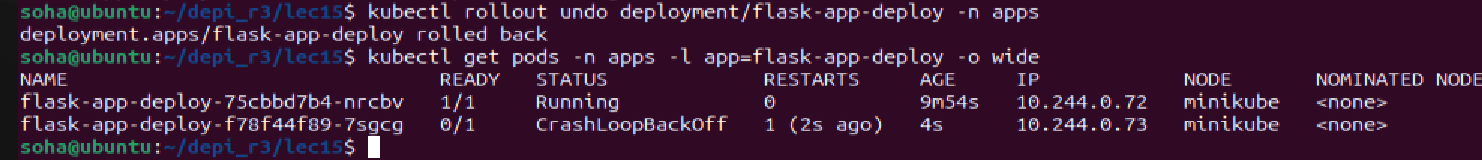 soha@ubuntu:~/depi_r3/lec15$ kubectl rollout undo deployment/flask-app-deploy -n apps
deployment.apps/flask-app-deploy rolled back
soha@ubuntu:~/depi_r3/lec15$ kubectl get pods -n apps -l app=flask-app-deploy -o wide
NAME READY STATUS RESTARTS AGE IP NODE NOMINATED NODE
flask-app-deploy-75cbbd7b4-nrcbv 1/1 Running 0 9m54s 10.244.0.72 minikube <none>
flask-app-deploy-f78f44f89-7sgcg 0/1 CrashLoopBackOff 1 (2s ago) 4s 10.244.0.73 minikube <none>
soha@ubuntu:~/depi_r3/lec15$